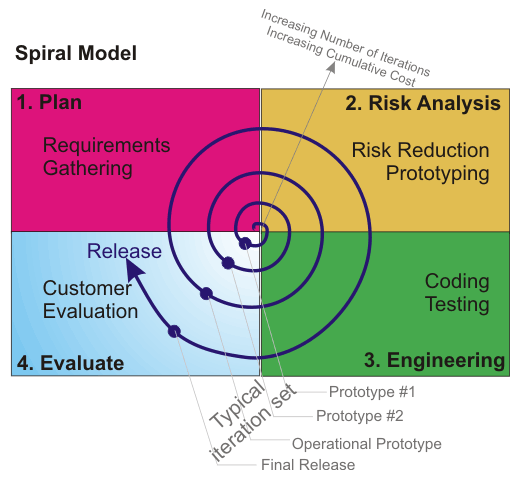 Increasing Number of Iterations
Increasing Cumulative Cost
Spiral Model
1. Plan
2. Risk Analysis
Requirements
Gathering
Risk Reduction
Prototyping
Release
Customer
Evaluation
Coding
Testing
4. Evaluate
3. Engineering
Typical
iteration set
Prototype #1
Prototype #2
Operational Prototype
Final Release